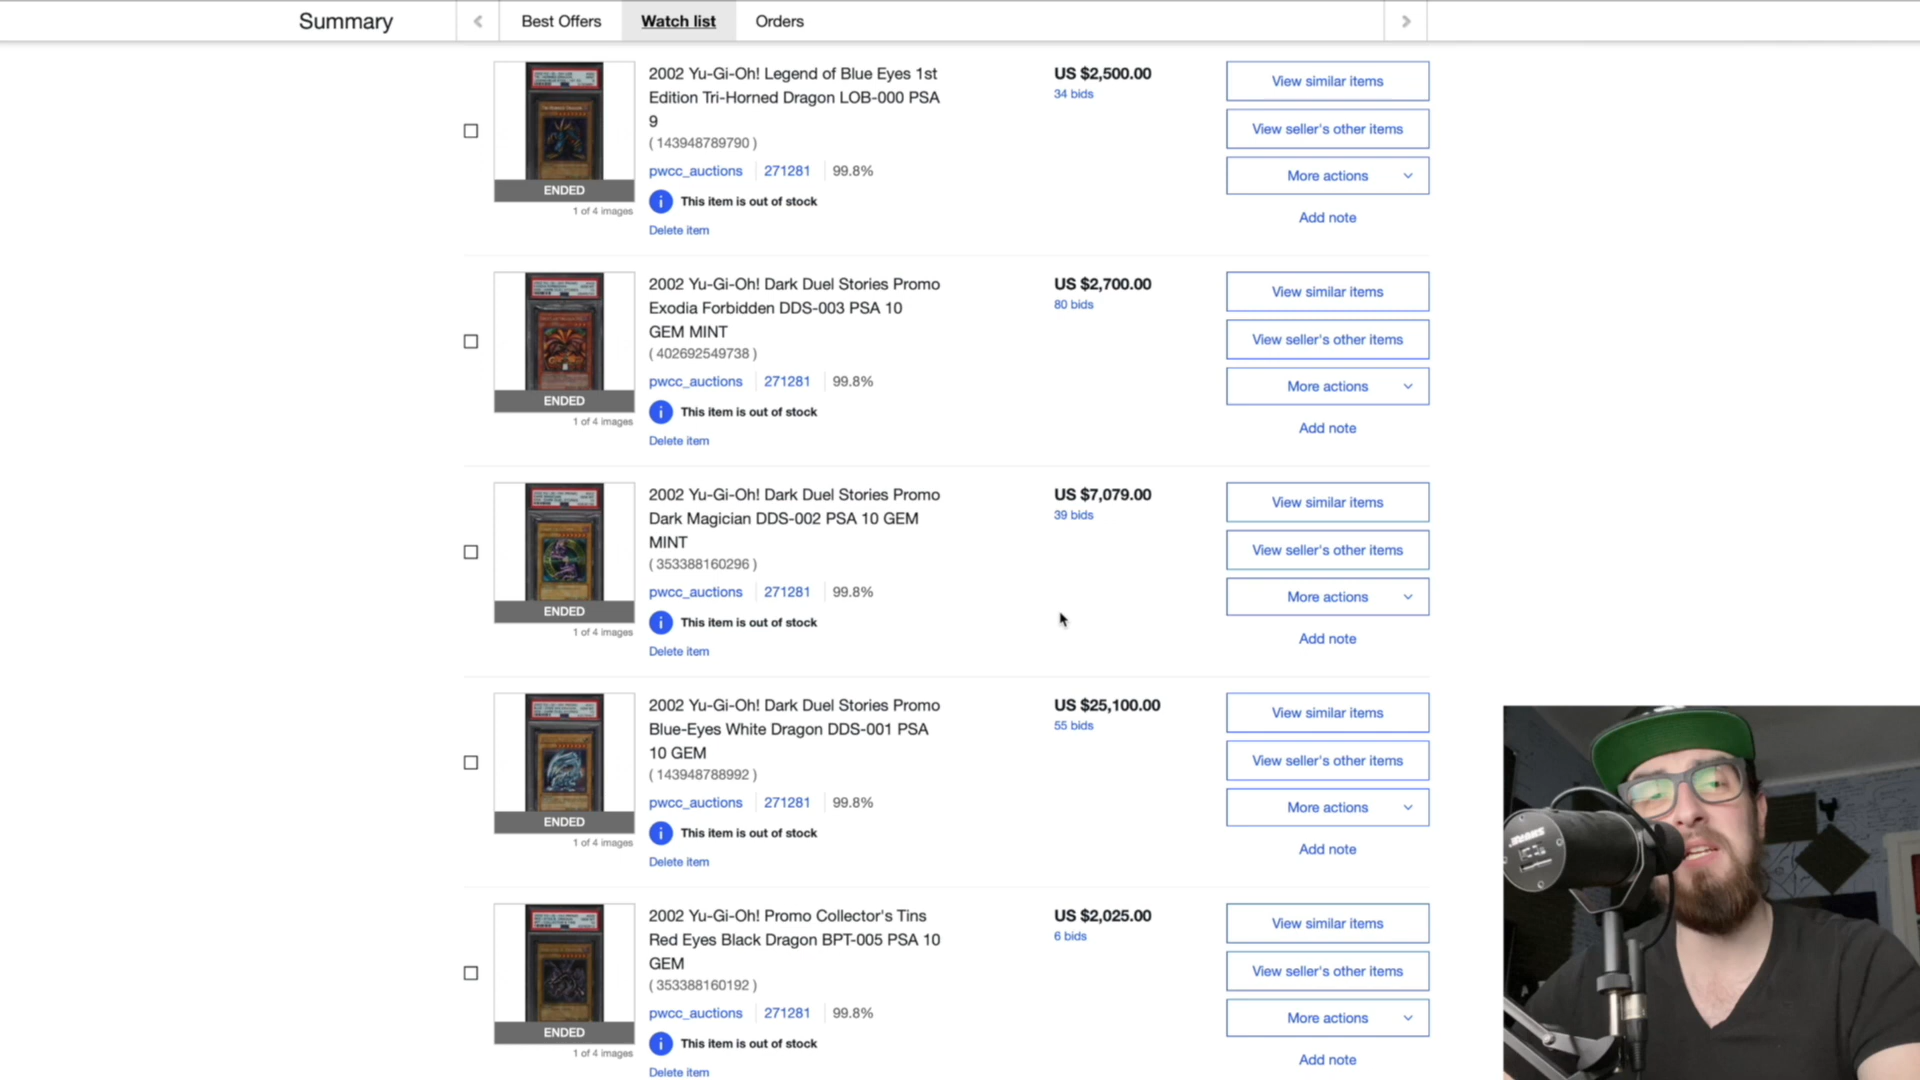 Summary
Best Offers
Watch list
Orders
2002 Yu-Gi-Oh! Legend of Blue Eyes 1st
Edition Tri-Horned Dragon LOB-000 PSA
9
( 143948789790 )
pwcc_auctions 271281 99.8%
This item is out of stock
Delete item
ENDED
1 of 4 images
US $2,500.00
34 bids
View similar items
View seller's other items
More actions
Add note
2002 Yu-Gi-Oh! Dark Duel Stories Promo
Exodia Forbidden DDS-003 PSA 10
GEM MINT
( 402692549738 )
pwcc_auctions 271281 99.8%
This item is out of stock
Delete item
ENDED
1 of 4 images
US $2,700.00
80 bids
View similar items
View seller's other items
More actions
Add note
2002 Yu-Gi-Oh! Dark Duel Stories Promo
Dark Magician DDS-002 PSA 10 GEM
MINT
( 353388160296 )
pwcc_auctions 271281 99.8%
This item is out of stock
Delete item
ENDED
1 of 4 images
US $7,079.00
39 bids
View similar items
View seller's other items
More actions
Add note
2002 Yu-Gi-Oh! Dark Duel Stories Promo
Blue-Eyes White Dragon DDS-001 PSA
10 GEM
( 143948788992 )
pwcc_auctions 271281 99.8%
This item is out of stock
Delete item
ENDED
1 of 4 images
US $25,100.00
55 bids
View similar items
View seller's other items
More actions
Add note
2002 Yu-Gi-Oh! Promo Collector's Tins
Red Eyes Black Dragon BPT-005 PSA 10
GEM
( 353388160192 )
pwcc_auctions 271281 99.8%
This item is out of stock
Delete item
ENDED
1 of 4 images
US $2,025.00
6 bids
View similar items
View seller's other items
More actions
Add note